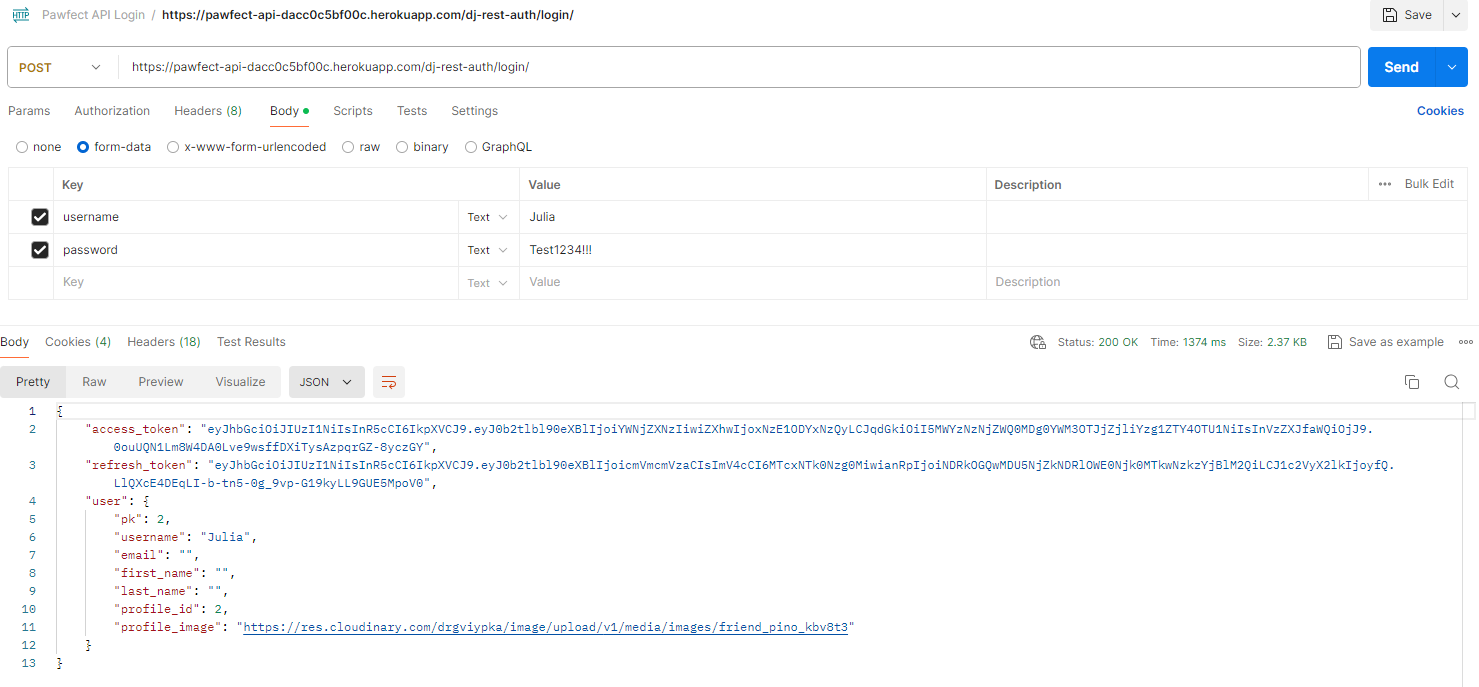 HTTP Pawfect API Login / https://pawfect-api-dacc0c5bf00c.herokuapp.com/dj-rest-auth/login/ Save
POST https://pawfect-api-dacc0c5bf00c.herokuapp.com/dj-rest-auth/login/ Send
Params Authorization Headers (8) Body Scripts Tests Settings Cookies
none form-data x-www-form-urlencoded raw binary GraphQL
Key Value Description ••• Bulk Edit
username Text Julia
password Text Test1234!!!
Key Text Value Description
Body Cookies (4) Headers (18) Test Results Status: 200 OK Time: 1374 ms Size: 2.37 KB Save as example
Pretty Raw Preview Visualize JSON
1 {
2 "access_token": "eyJhbGciOiJIUzI1NiIsInR5cCI6IkpXVCJ9.eyJ0b2tlbl90eXBlIjoiYWNjZXNzIiwiZXhwIjoxNzE1ODYxNzQyLCJqdGkiOiI5MWYzNzNjZWQ0MDg0YWM3OTJjZjliYzg1ZTY4OTU1NiIsInVzZXJfaWQiOjJ9.
0ouUQN1Lm8W4DA0Lve9wsffDXiTysAzpqrGZ-8yczGY",
3 "refresh_token": "eyJhbGciOiJIUzI1NiIsInR5cCI6IkpXVCJ9.eyJ0b2tlbl90eXBlIjoicmVmcmVzaCIsImV4cCI6MTcxNTk0Nzg0MiwianRpIjoiNDRkOGQwMDU5NjZkNDRlOWE0Njk0MTkwNzkzYjBlM2QiLCJ1c2VyX2lkIjoyfQ.
LlQXcE4DEqLI-b-tn5-0g_9vp-G19kyLL9GUE5MpoV0",
4 "user": {
5 "pk": 2,
6 "username": "Julia",
7 "email": "",
8 "first_name": "",
9 "last_name": "",
10 "profile_id": 2,
11 "profile_image": "https://res.cloudinary.com/drgviypka/image/upload/v1/media/images/friend_pino_kbv8t3"
12 }
13 }